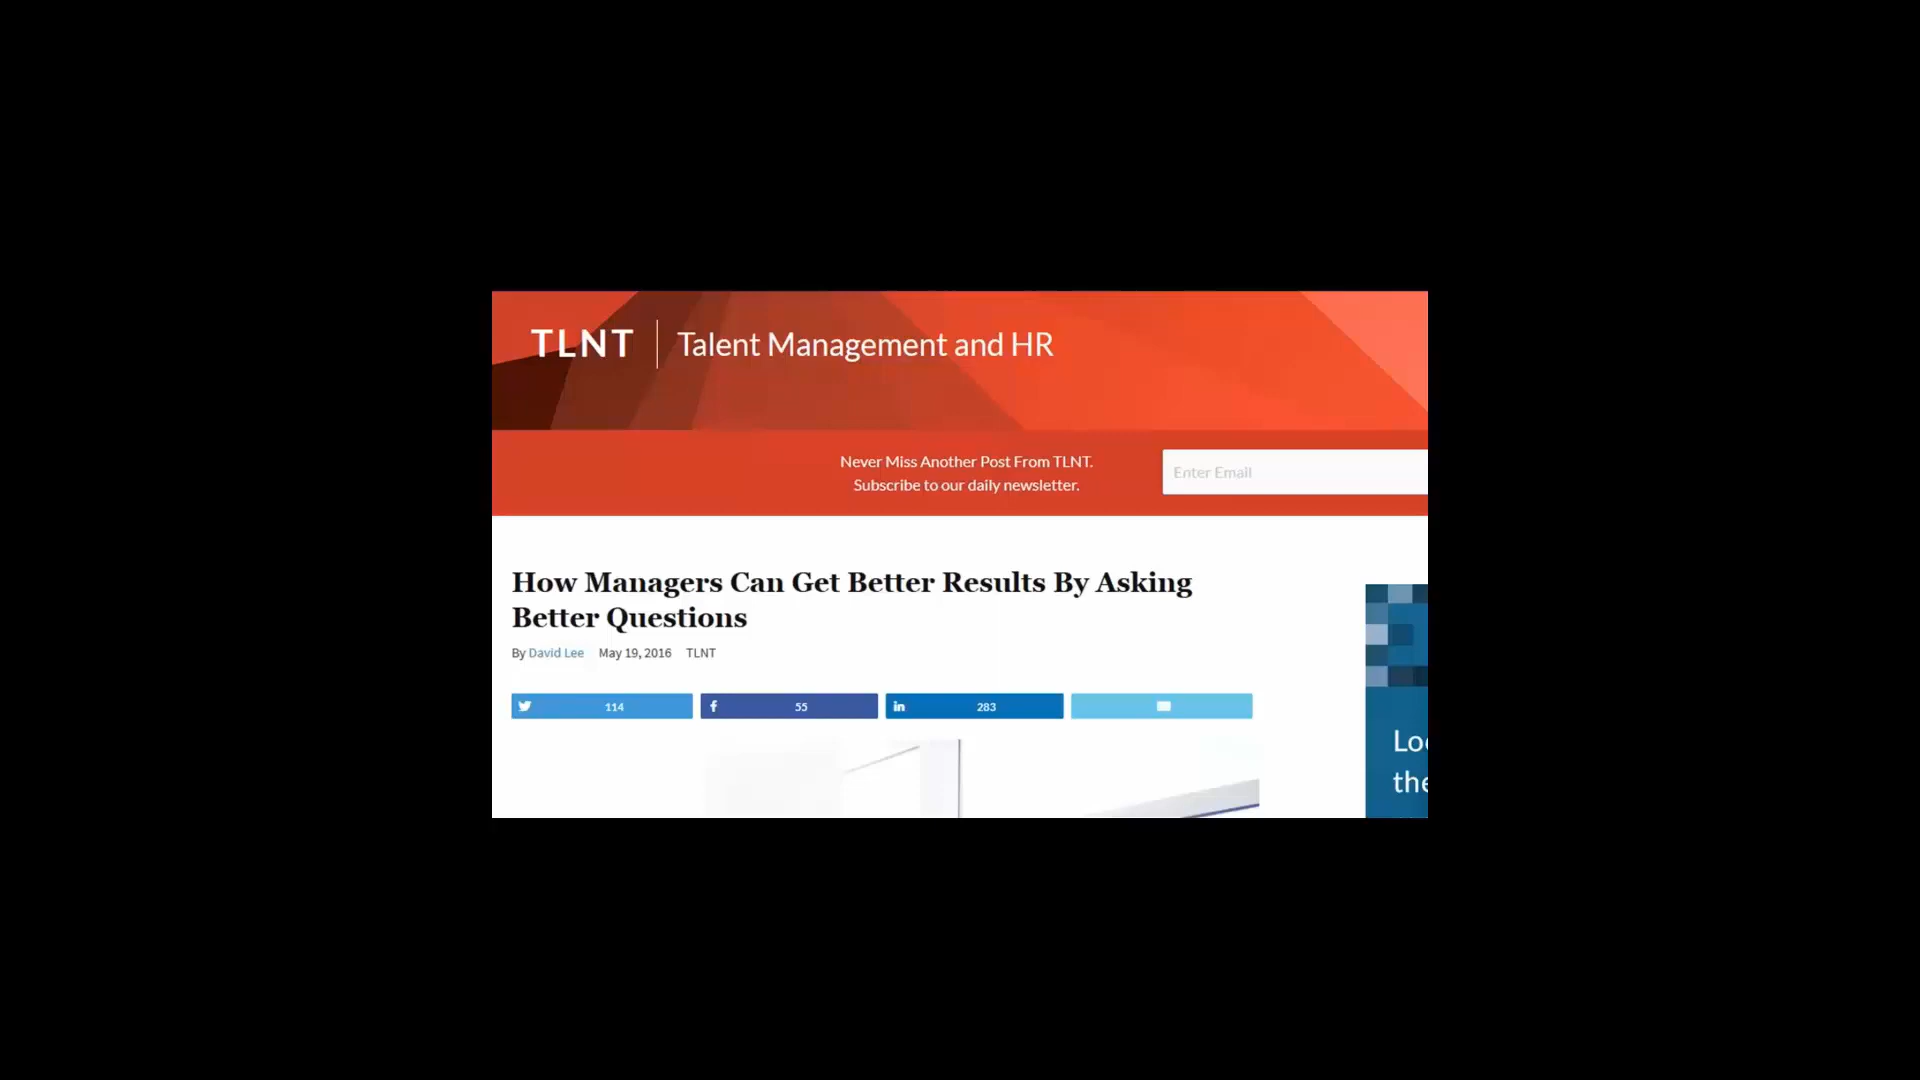 TLNT | Talent Management and HR
Never Miss Another Post From TLNT.
Subscribe to our daily newsletter.
Enter Email
How Managers Can Get Better Results By Asking
Better Questions
By David Lee May 19, 2016 TLNT
114 55 283